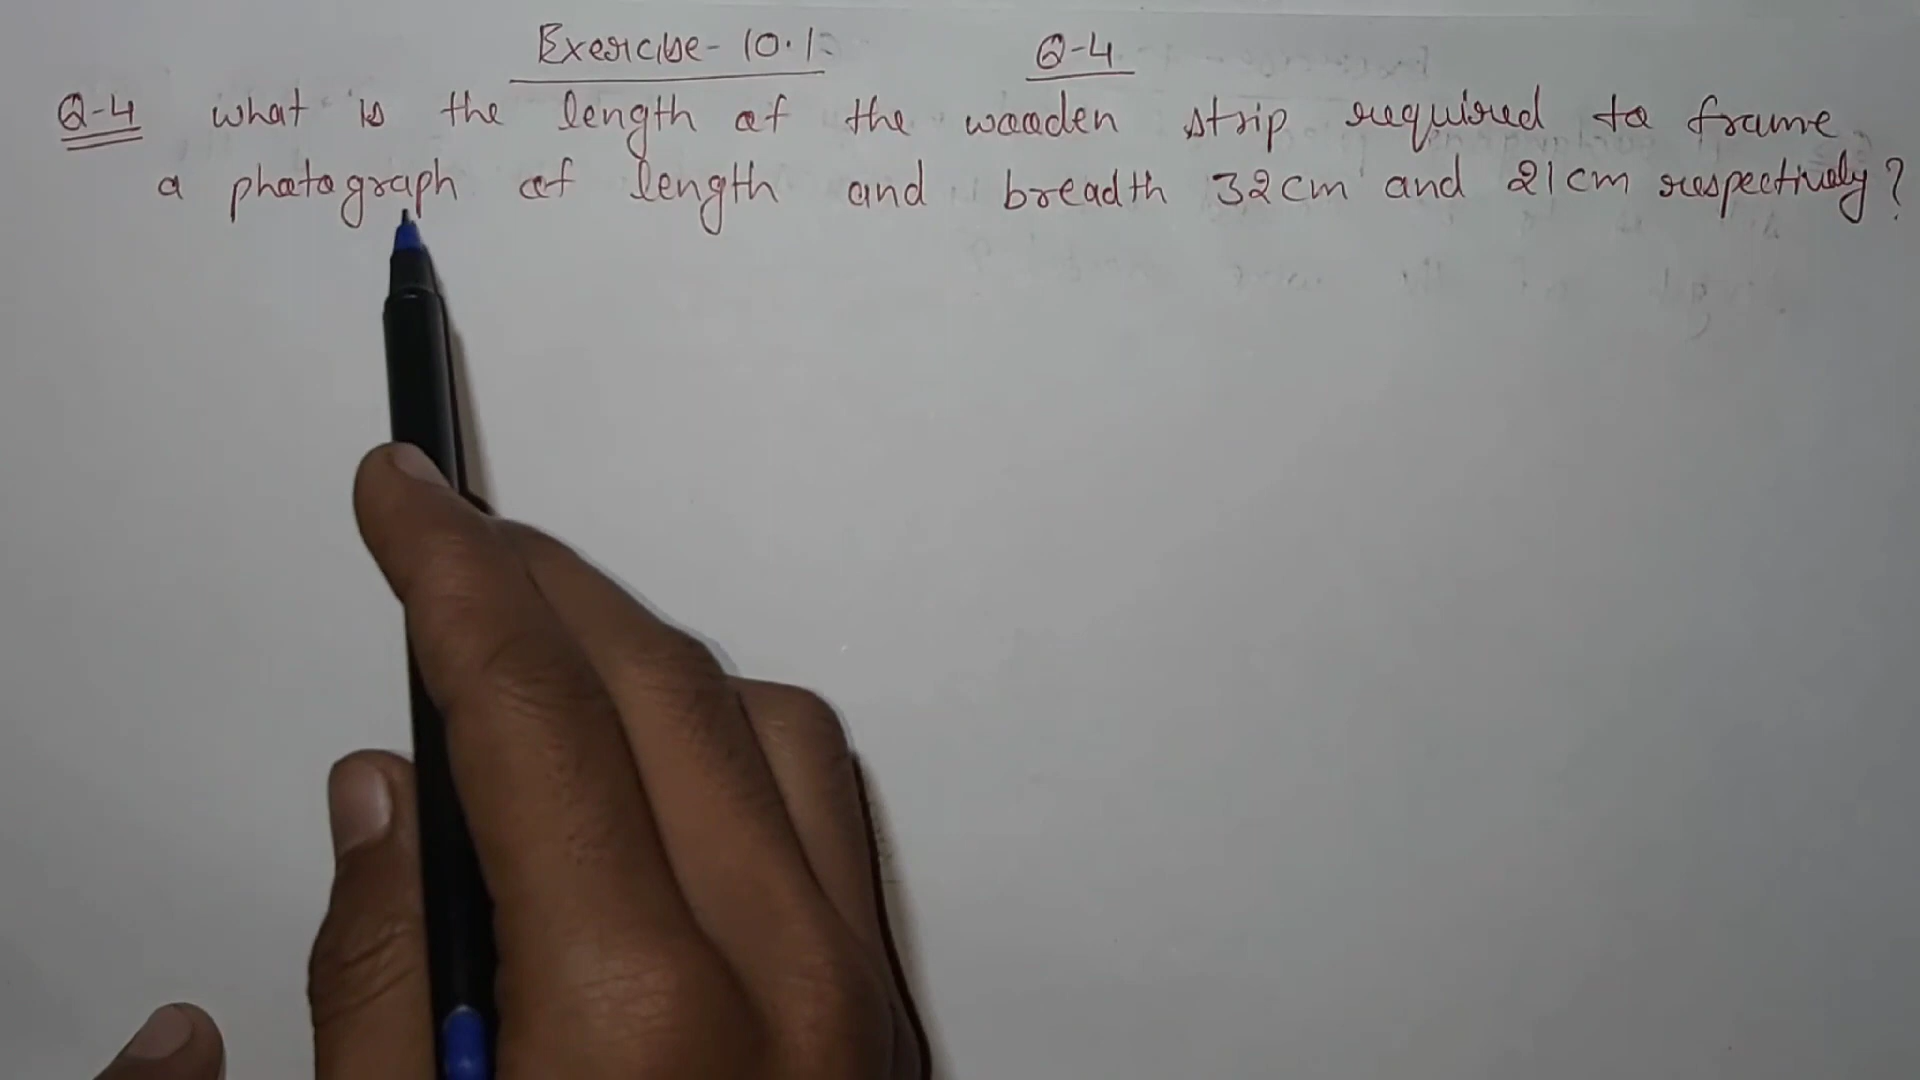 Exercise- 10.1 Q-4
Q-4 what is the length of the wooden strip required to frame
a photograph of length and breadth 32cm and 21cm respectively?